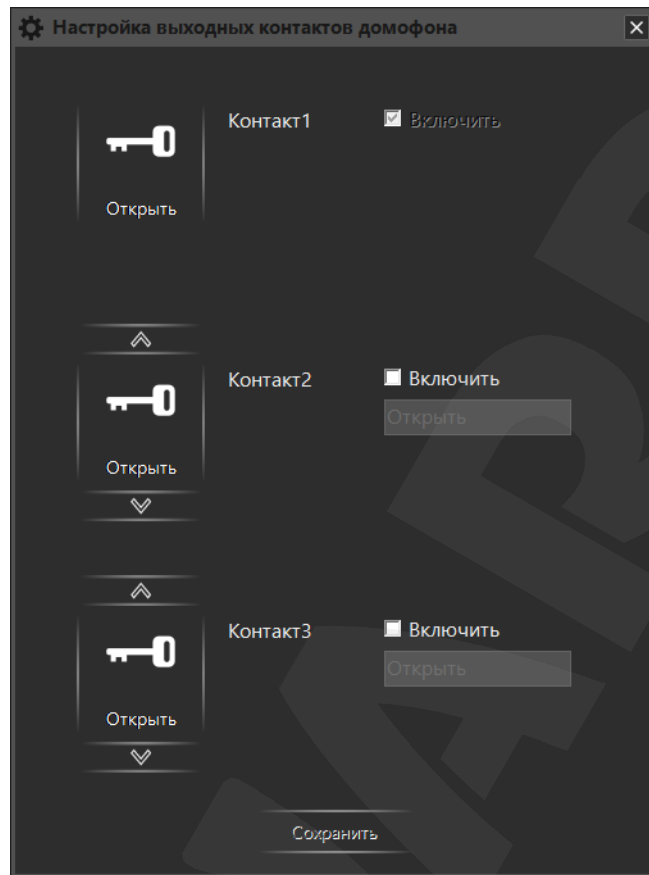 Настройка выходных контактов домофона
Контакт1
Включить
Открыть
Контакт2
Включить
Открыть
Открыть
Контакт3
Включить
Открыть
Открыть
Сохранить